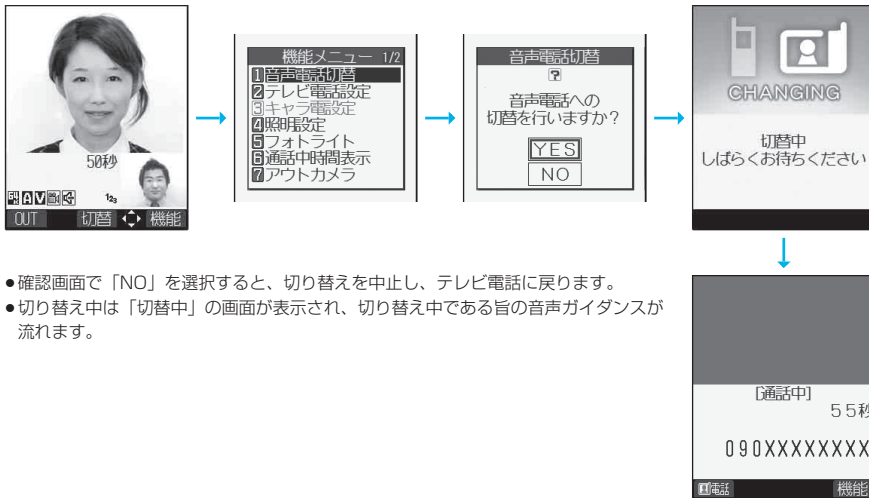 50秒
OUT 切替 機能
機能メニュー 1/2
1音声電話切替
2テレビ電話設定
3キャラ電設定
4照明設定
5フォトライト
6通話中時間表示
7アウトカメラ
音声電話切替
?
音声電話への
切替を行いますか?
YES
NO
CHANGING
切替中
しばらくお待ちください
●確認画面で「NO」を選択すると、切り替えを中止し、テレビ電話に戻ります。
●切り替え中は「切替中」の画面が表示され、切り替え中である旨の音声ガイダンスが
流れます。
[通話中]
55秒
090XXXXXXXX
電話 機能